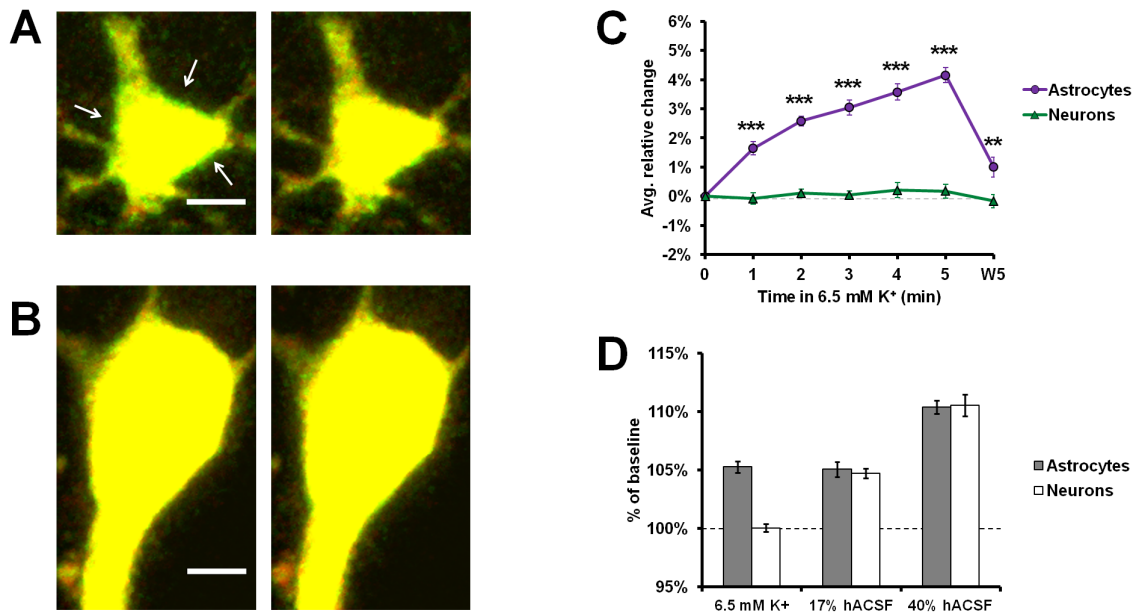 A
B
C
Avg. relative change
6%
5%
4%
3%
2%
1%
0%
-1%
-2%
***
***
***
***
***
**
0 1 2 3 4 5 W5
Time in 6.5 mM K⁺ (min)
Astrocytes
Neurons
D
% of baseline
115%
110%
105%
100%
95%
6.5 mM K+ 17% hACSF 40% hACSF
Astrocytes
Neurons